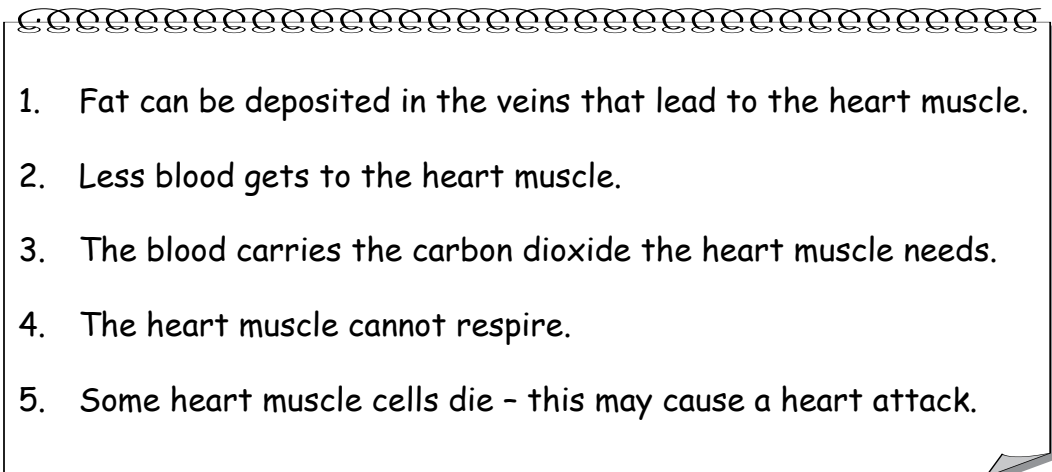 1. Fat can be deposited in the veins that lead to the heart muscle.
2. Less blood gets to the heart muscle.
3. The blood carries the carbon dioxide the heart muscle needs.
4. The heart muscle cannot respire.
5. Some heart muscle cells die – this may cause a heart attack.